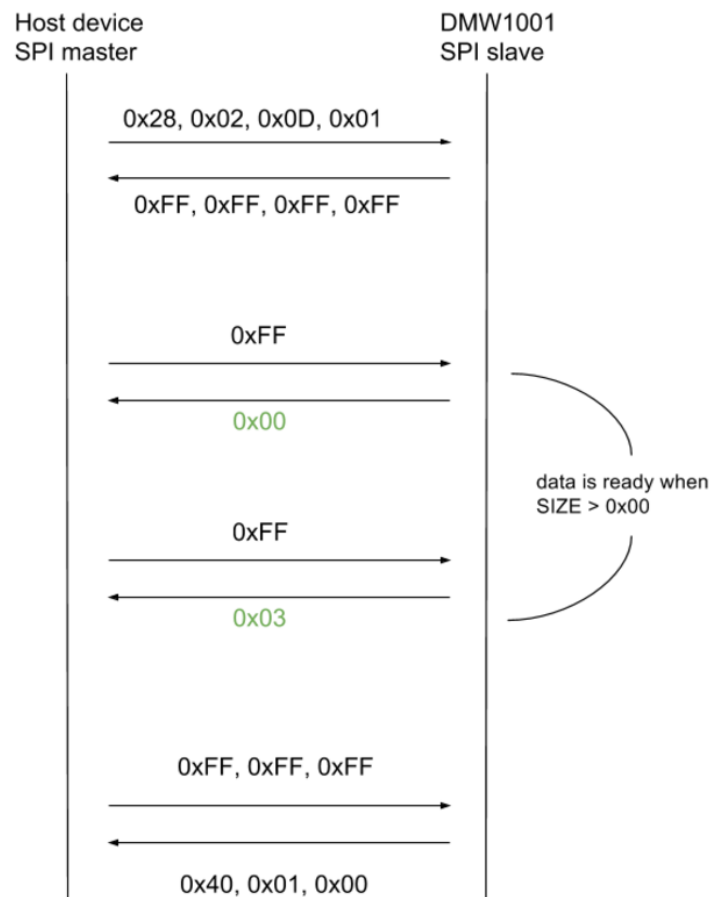 Host device
SPI master
DMW1001
SPI slave
0x28, 0x02, 0x0D, 0x01
0xFF, 0xFF, 0xFF, 0xFF
0xFF
0x00
data is ready when
SIZE > 0x00
0xFF
0x03
0xFF, 0xFF, 0xFF
0x40, 0x01, 0x00